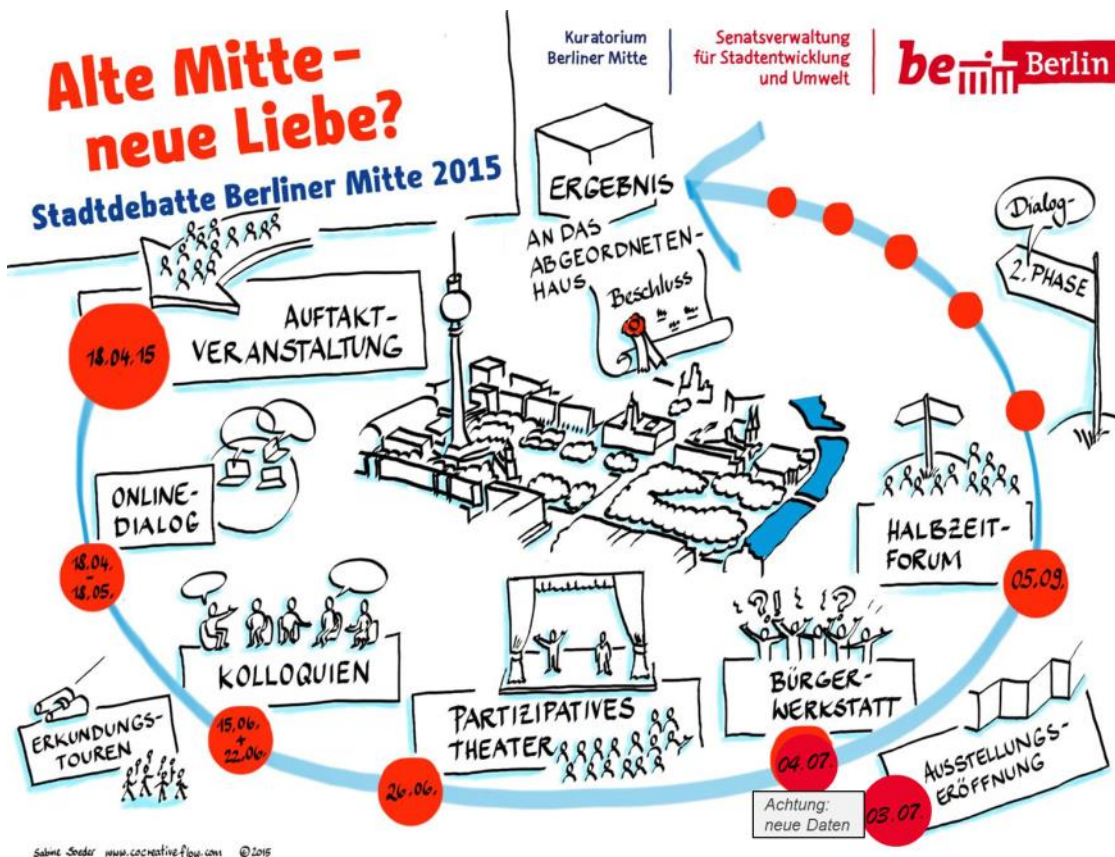 Alte Mitte –
neue Liebe?
Stadtdebatte Berliner Mitte 2015
Kuratorium
Berliner Mitte
Senatsverwaltung
für Stadtentwicklung
und Umwelt
be Berlin
ERGEBNIS
AN DAS
ABGEORDNETEN-
HAUS
Beschluss
Dialog-
2. PHASE
AUFTAKT-
VERANSTALTUNG
18.04.15
ONLINE-
DIALOG
18.04.
-
18.05.
KOLLOQUIEN
15.06.
+
22.06.
ERKUNDUNGS-
TOUREN
PARTIZIPATIVES
THEATER
26.06.
?!
?
BÜRGER-
WERKSTATT
04.07.
Achtung:
neue Daten
03.07.
AUSSTELLUNGS-
ERÖFFNUNG
HALBZEIT-
FORUM
05.09.
Sabine Soeder www.cocreativeflow.com ©2015